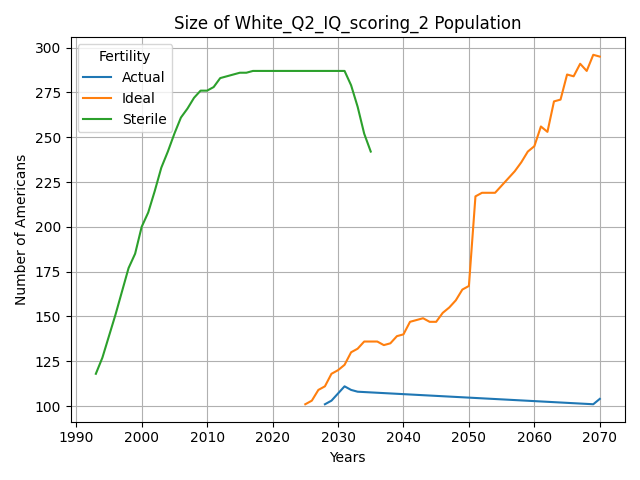 Size of White_Q2_IQ_scoring_2 Population
Number of Americans
300
275
250
225
200
175
150
125
100
Fertility
Actual
Ideal
Sterile
1990
2000
2010
2020
2030
2040
2050
2060
2070
Years